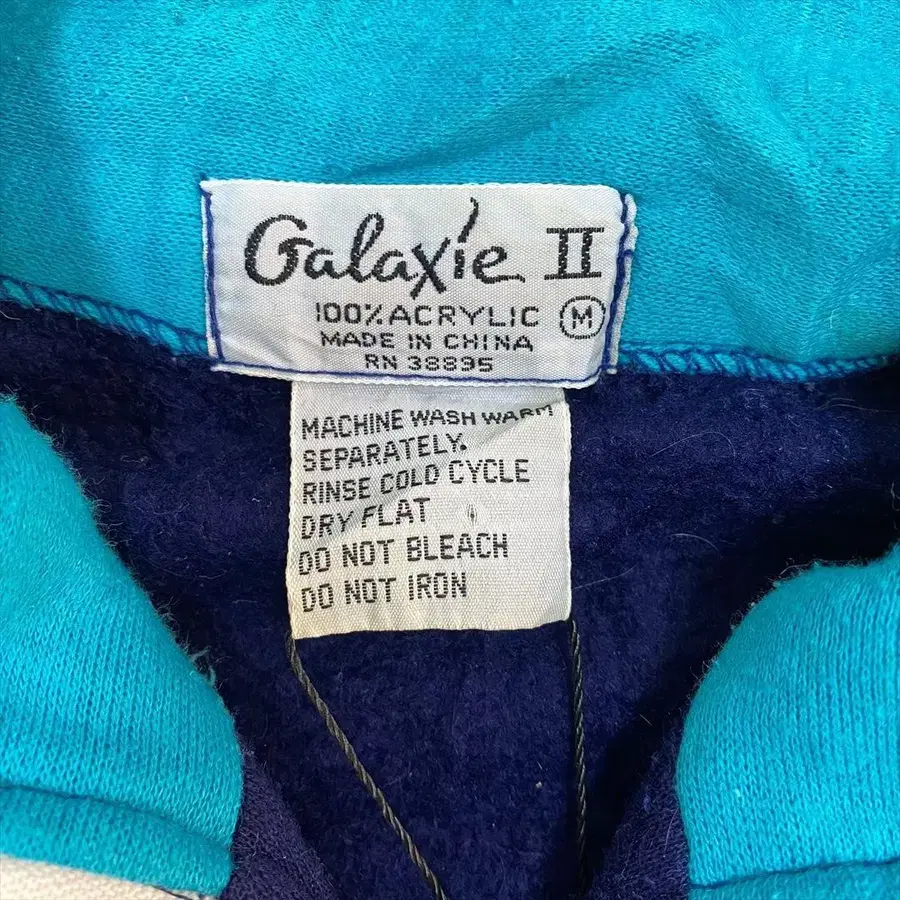 Galaxie II
100% ACRYLIC M
MADE IN CHINA
RN 38895
MACHINE WASH WARM
SEPARATELY.
RINSE COLD CYCLE
DRY FLAT
DO NOT BLEACH
DO NOT IRON